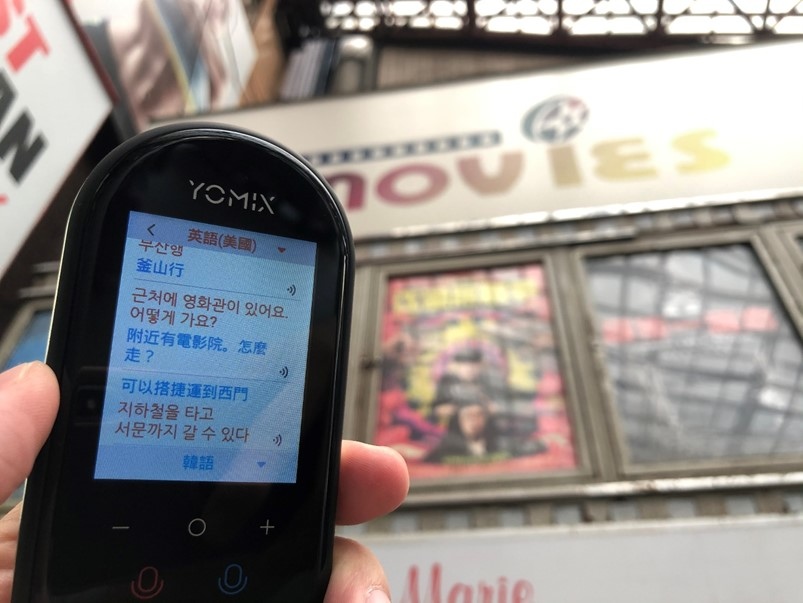 ST
AN
MOVIES
YOMIX
英語(美國)
부산행
釜山行
근처에 영화관이 있어요.
어떻게 가요?
附近有電影院。怎麼
走？
可以搭捷運到西門
지하철을 타고
서문까지 갈 수 있다
韓語
Marie